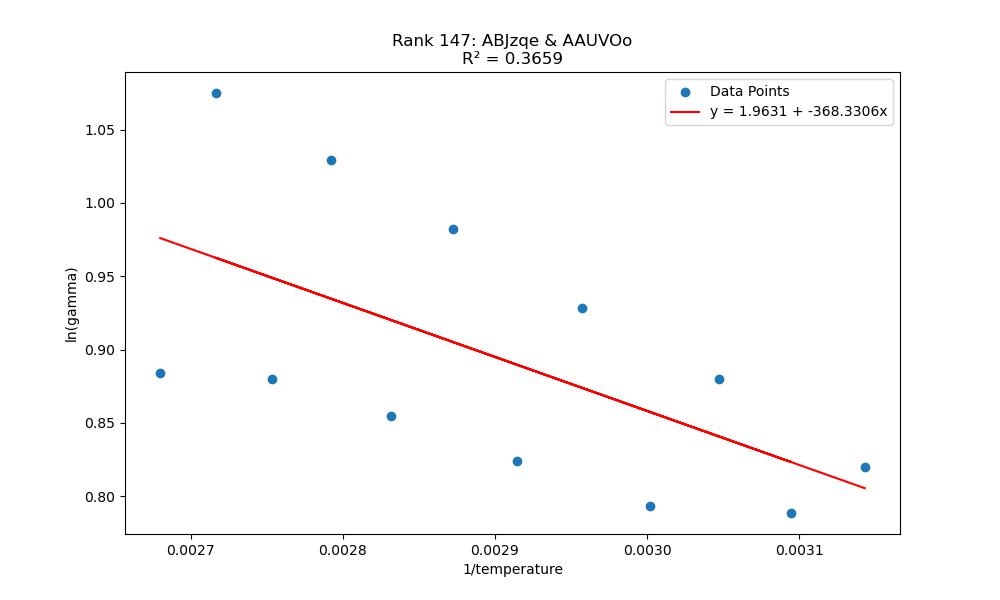 Rank 147: ABJzqe & AAUVOo
R² = 0.3659
Data Points
y = 1.9631 + -368.3306x
1.05
1.00
0.95
0.90
0.85
0.80
ln(gamma)
0.0027 0.0028 0.0029 0.0030 0.0031
1/temperature